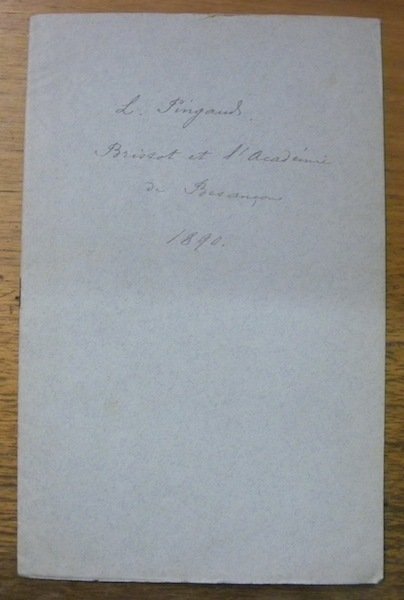 L. Pingaud
Brissot et l'Académie
de Besançon
1890.